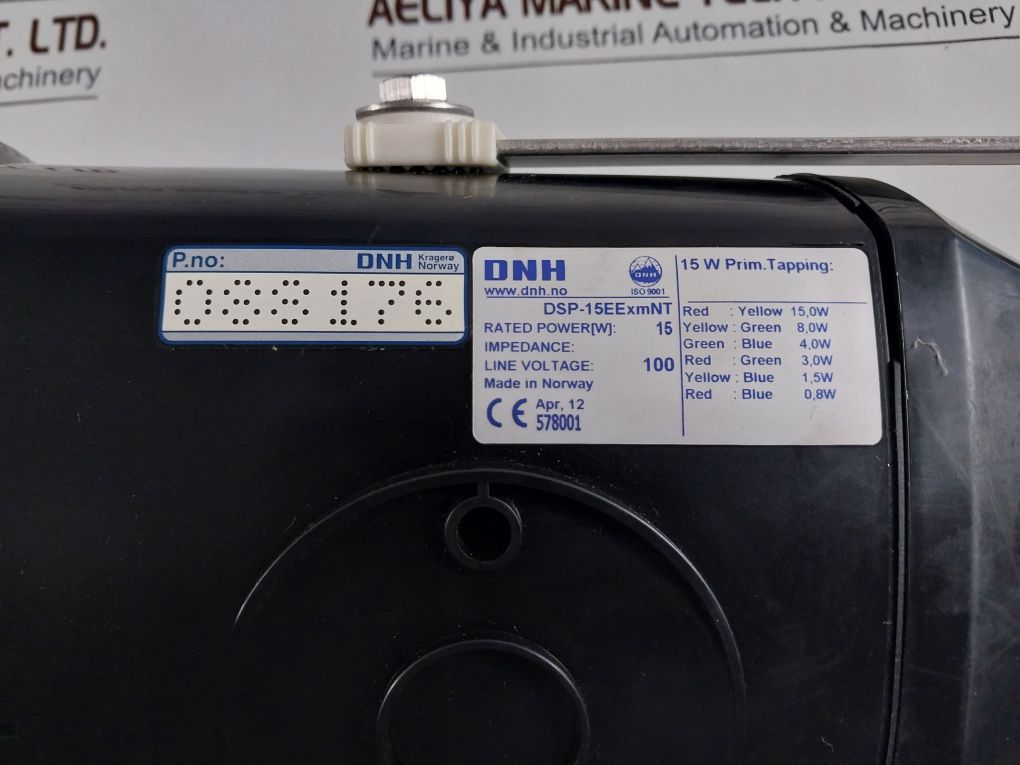 T. LTD.
AELIYA MARINE
Marine & Industrial Automation & Machinery
P.no: DNH Kragerø
Norway
DNH
www.dnh.no
DNH
ISO 9001
DSP-15EExmNT
RATED POWER[W]: 15
IMPEDANCE:
LINE VOLTAGE: 100
Made in Norway
CE Apr, 12
578001
15 W Prim.Tapping:
Red : Yellow 15,0W
Yellow : Green 8,0W
Green : Blue 4,0W
Red : Green 3,0W
Yellow : Blue 1,5W
Red : Blue 0,8W